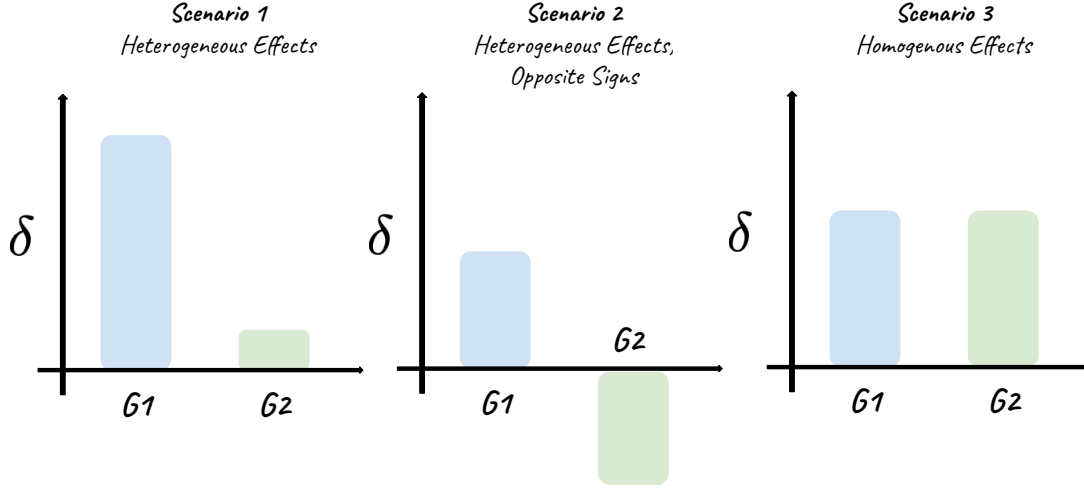 Scenario 1
Heterogeneous Effects
δ
G1
G2
Scenario 2
Heterogeneous Effects,
Opposite Signs
δ
G2
G1
Scenario 3
Homogenous Effects
δ
G1
G2